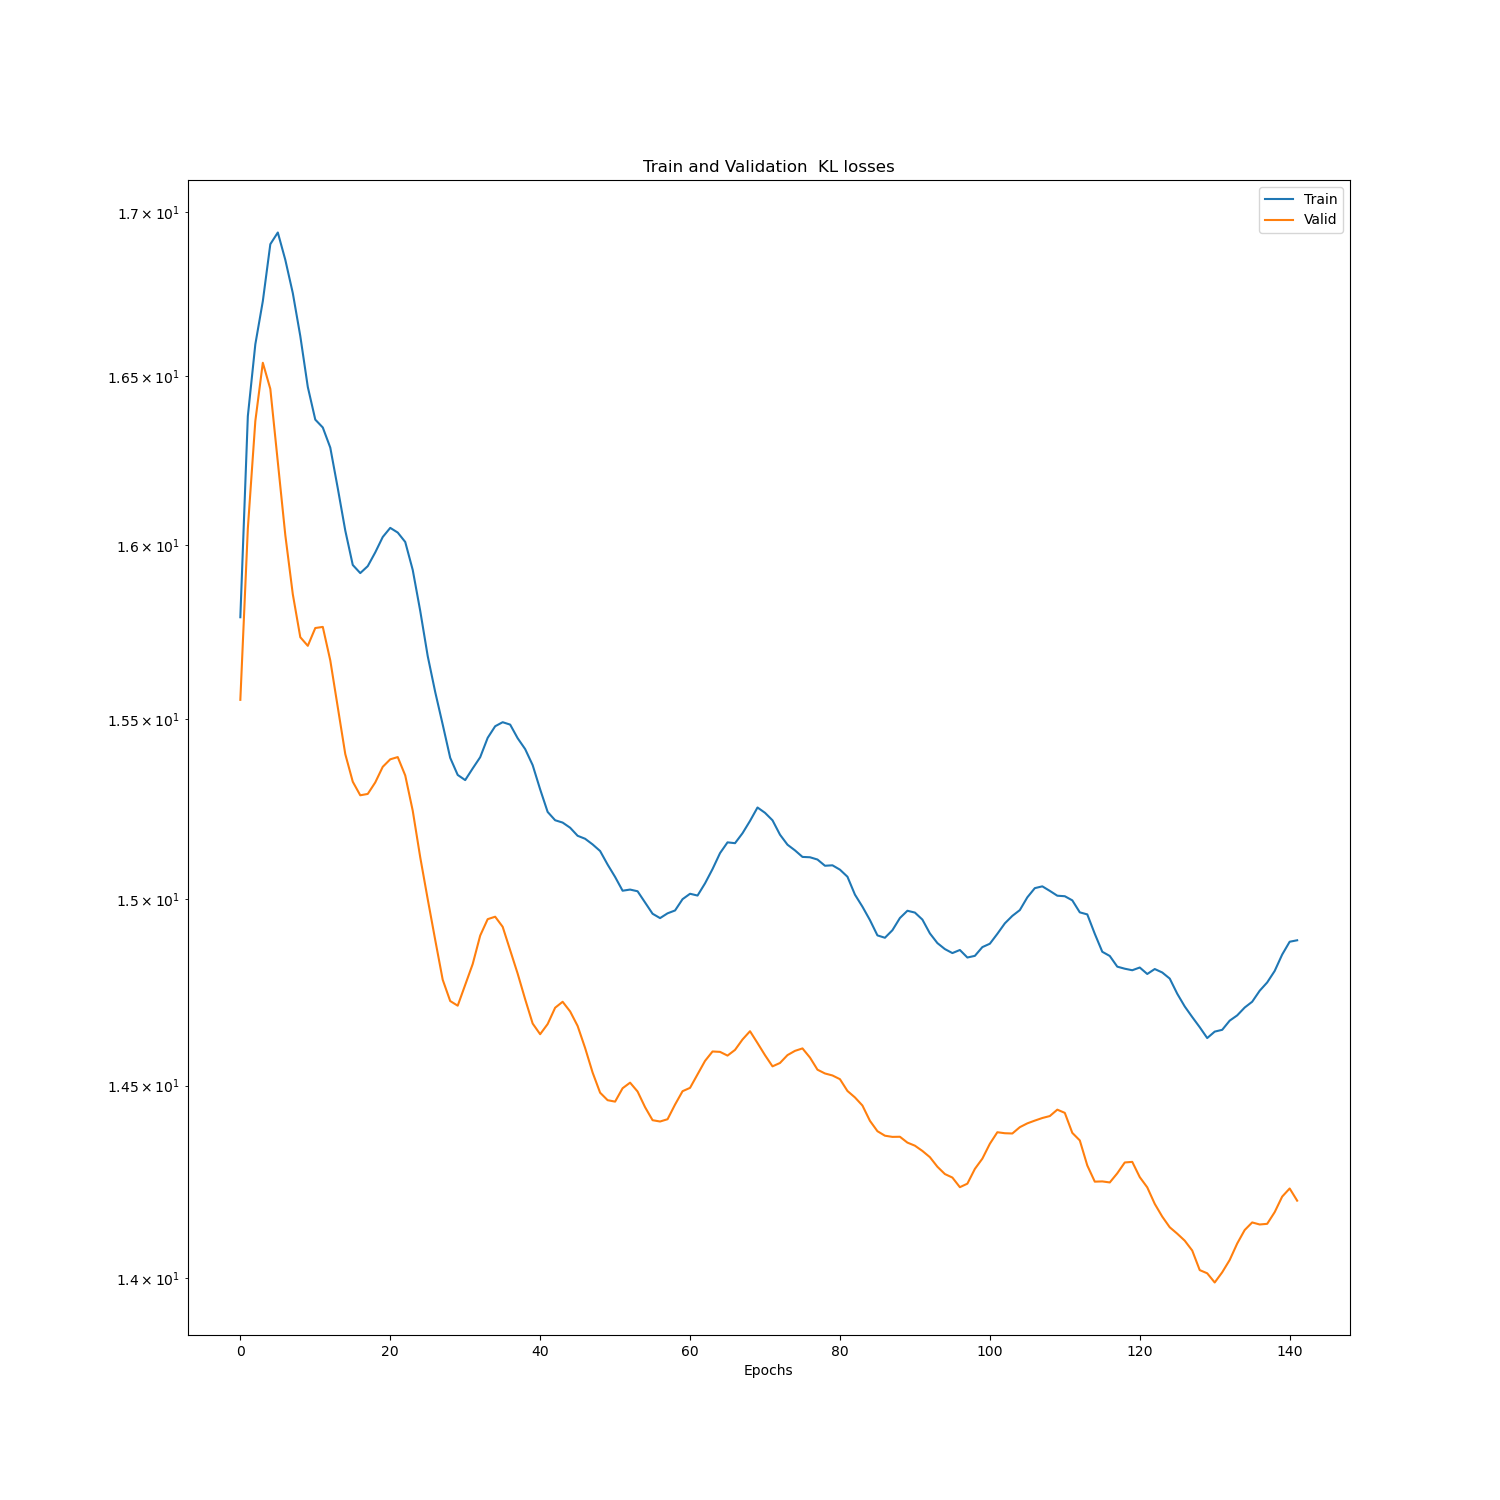 Train and Validation  KL losses
Train
Valid
1.7 × 10¹
1.65 × 10¹
1.6 × 10¹
1.55 × 10¹
1.5 × 10¹
1.45 × 10¹
1.4 × 10¹
0 20 40 60 80 100 120 140
Epochs